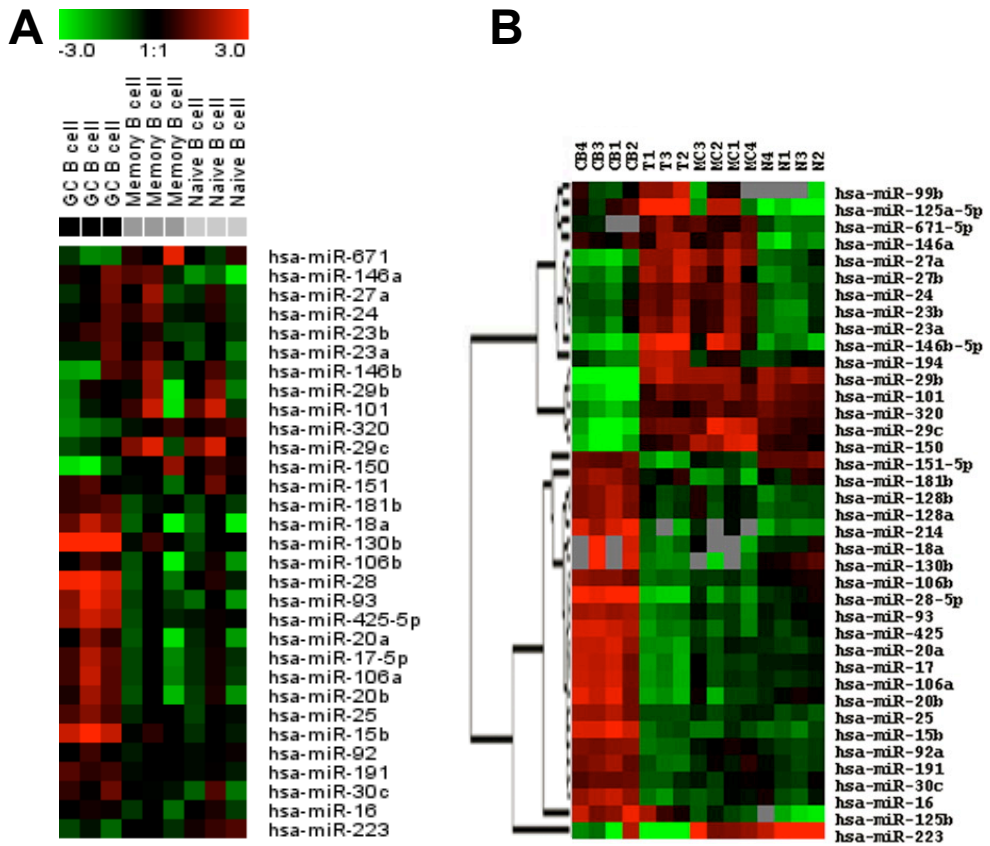 A
-3.0 1:1 3.0
GC B cell
GC B cell
GC B cell
Memory B cell
Memory B cell
Memory B cell
Naive B cell
Naive B cell
Naive B cell
hsa-miR-671
hsa-miR-146a
hsa-miR-27a
hsa-miR-24
hsa-miR-23b
hsa-miR-23a
hsa-miR-146b
hsa-miR-29b
hsa-miR-101
hsa-miR-320
hsa-miR-29c
hsa-miR-150
hsa-miR-151
hsa-miR-181b
hsa-miR-18a
hsa-miR-130b
hsa-miR-106b
hsa-miR-28
hsa-miR-93
hsa-miR-425-5p
hsa-miR-20a
hsa-miR-17-5p
hsa-miR-106a
hsa-miR-20b
hsa-miR-25
hsa-miR-15b
hsa-miR-92
hsa-miR-191
hsa-miR-30c
hsa-miR-16
hsa-miR-223
B
CB4
CB3
CB1
CB2
T1
T3
T2
MC3
MC2
MC1
MC4
N4
N1
N3
N2
hsa-miR-99b
hsa-miR-125a-5p
hsa-miR-671-5p
hsa-miR-146a
hsa-miR-27a
hsa-miR-27b
hsa-miR-24
hsa-miR-23b
hsa-miR-23a
hsa-miR-146b-5p
hsa-miR-194
hsa-miR-29b
hsa-miR-101
hsa-miR-320
hsa-miR-29c
hsa-miR-150
hsa-miR-151-5p
hsa-miR-181b
hsa-miR-128b
hsa-miR-128a
hsa-miR-214
hsa-miR-18a
hsa-miR-130b
hsa-miR-106b
hsa-miR-28-5p
hsa-miR-93
hsa-miR-425
hsa-miR-20a
hsa-miR-17
hsa-miR-106a
hsa-miR-20b
hsa-miR-25
hsa-miR-15b
hsa-miR-92a
hsa-miR-191
hsa-miR-30c
hsa-miR-16
hsa-miR-125b
hsa-miR-223